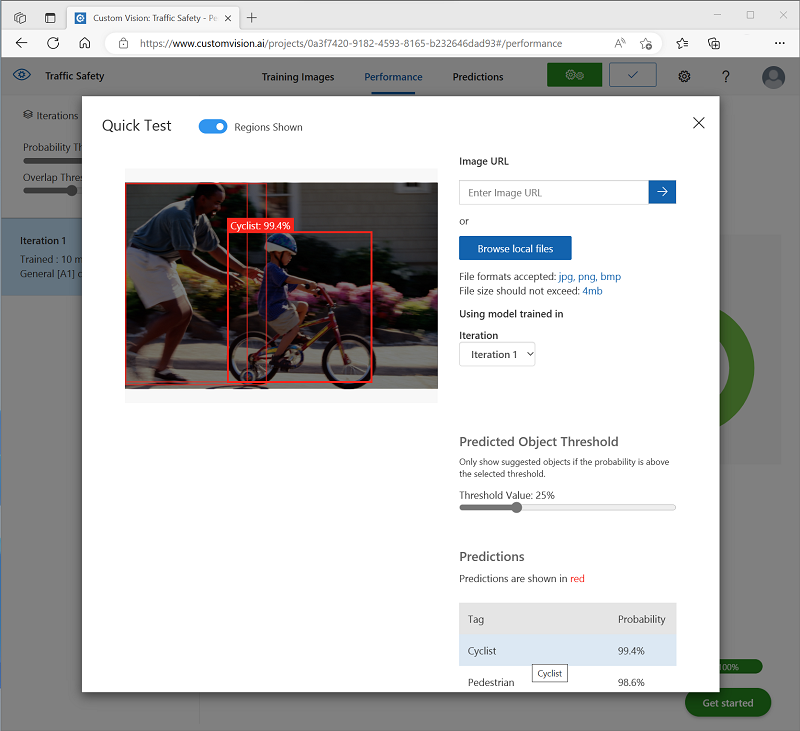 Custom Vision: Traffic Safety - Pe
https://www.customvision.ai/projects/0a3f7420-9182-4593-8165-b232646dad93#/performance
Traffic Safety
Training Images
Performance
Predictions
?
Iterations
Probability Th
Overlap Thres
Iteration 1
Trained : 10 m
General [A1] c
Quick Test
Regions Shown
Cyclist: 99.4%
Image URL
Enter Image URL
or
Browse local files
File formats accepted: jpg, png, bmp
File size should not exceed: 4mb
Using model trained in
Iteration
Iteration 1
Predicted Object Threshold
Only show suggested objects if the probability is above
the selected threshold.
Threshold Value: 25%
Predictions
Predictions are shown in red
Tag Probability
Cyclist 99.4%
Cyclist
Pedestrian 98.6%
100%
Get started